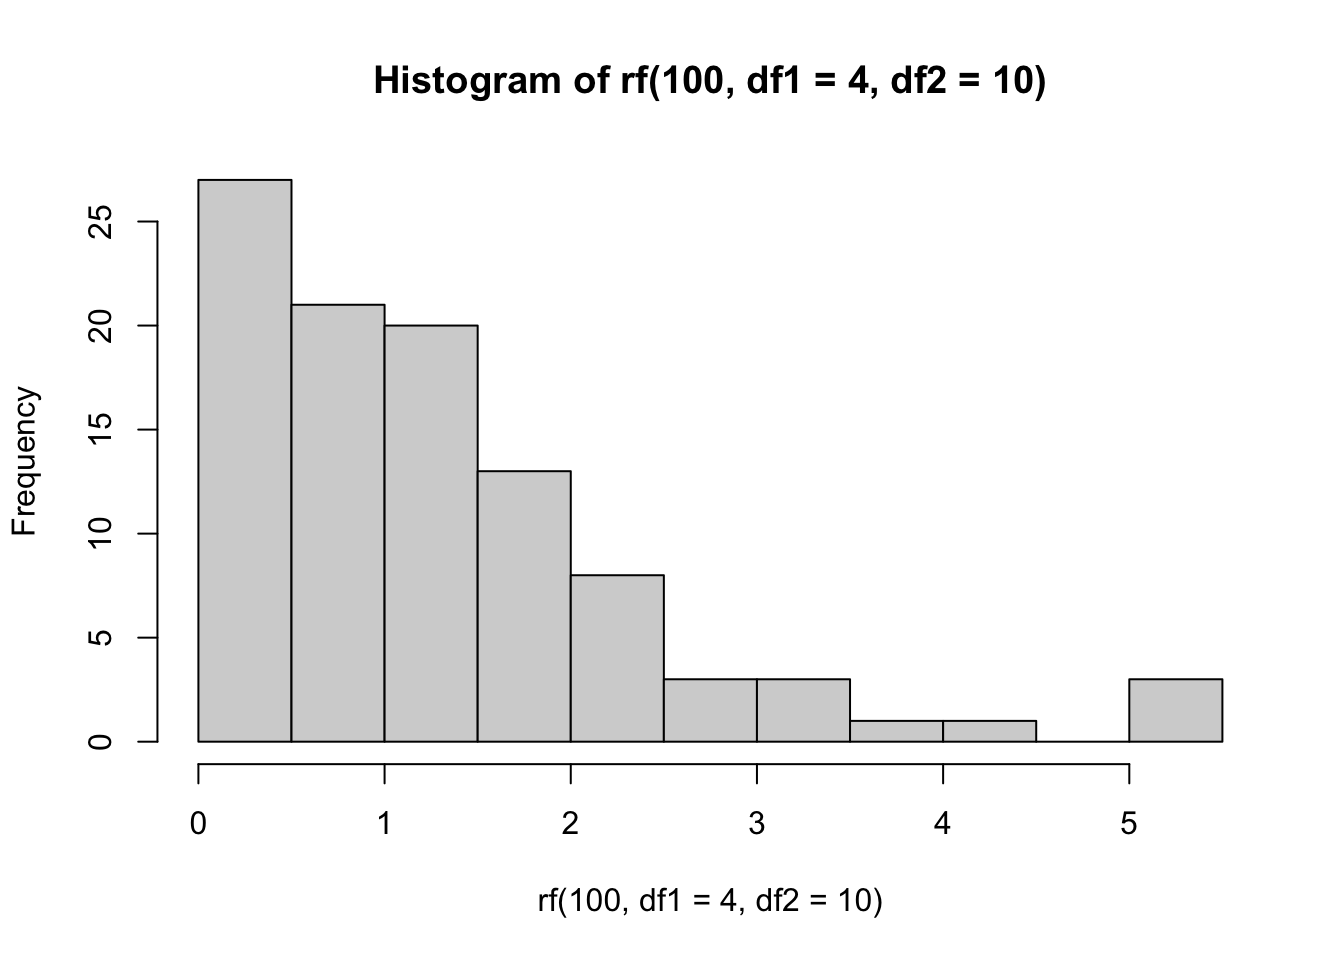 Histogram of rf(100, df1 = 4, df2 = 10)
Frequency
25
20
15
10
5
0
0 1 2 3 4 5
rf(100, df1 = 4, df2 = 10)